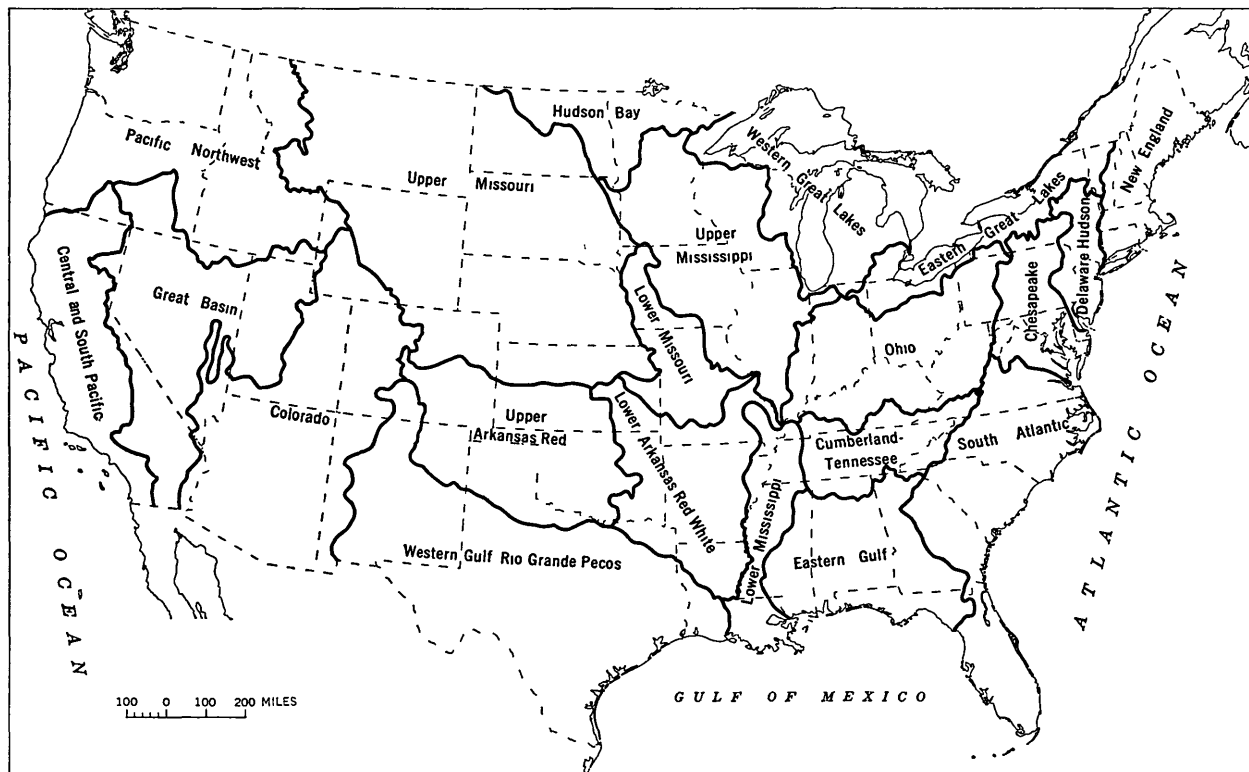 Hudson Bay
Pacific Northwest
Upper Missouri
Western Great Lakes
New England
Eastern Great Lakes
Upper
Mississippi
Delaware Hudson
Chesapeake
Central and South Pacific
Great Basin
Lower Missouri
Ohio
Colorado
Upper
Arkansas Red
Lower Arkansas Red White
Cumberland-
Tennessee
South Atlantic
Lower Mississippi
Western Gulf Rio Grande Pecos
Eastern Gulf
PACIFIC OCEAN
ATLANTIC OCEAN
GULF OF MEXICO
100 0 100 200 MILES